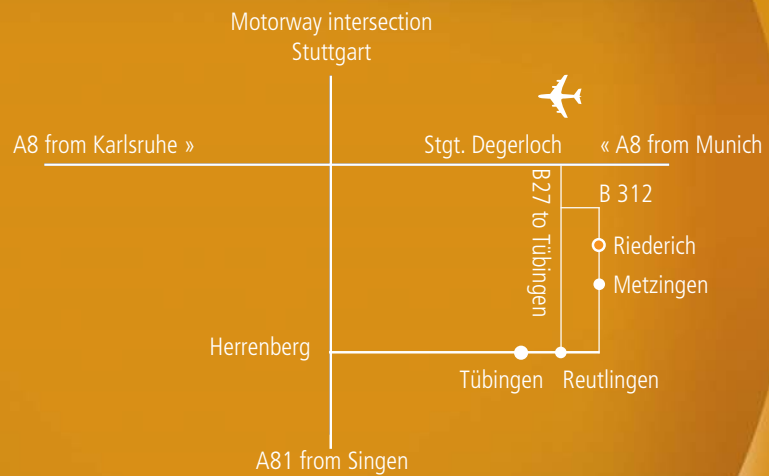 Motorway intersection
Stuttgart
A8 from Karlsruhe »
Stgt. Degerloch
« A8 from Munich
B27 to Tübingen
B 312
Riederich
Metzingen
Herrenberg
Tübingen
Reutlingen
A81 from Singen